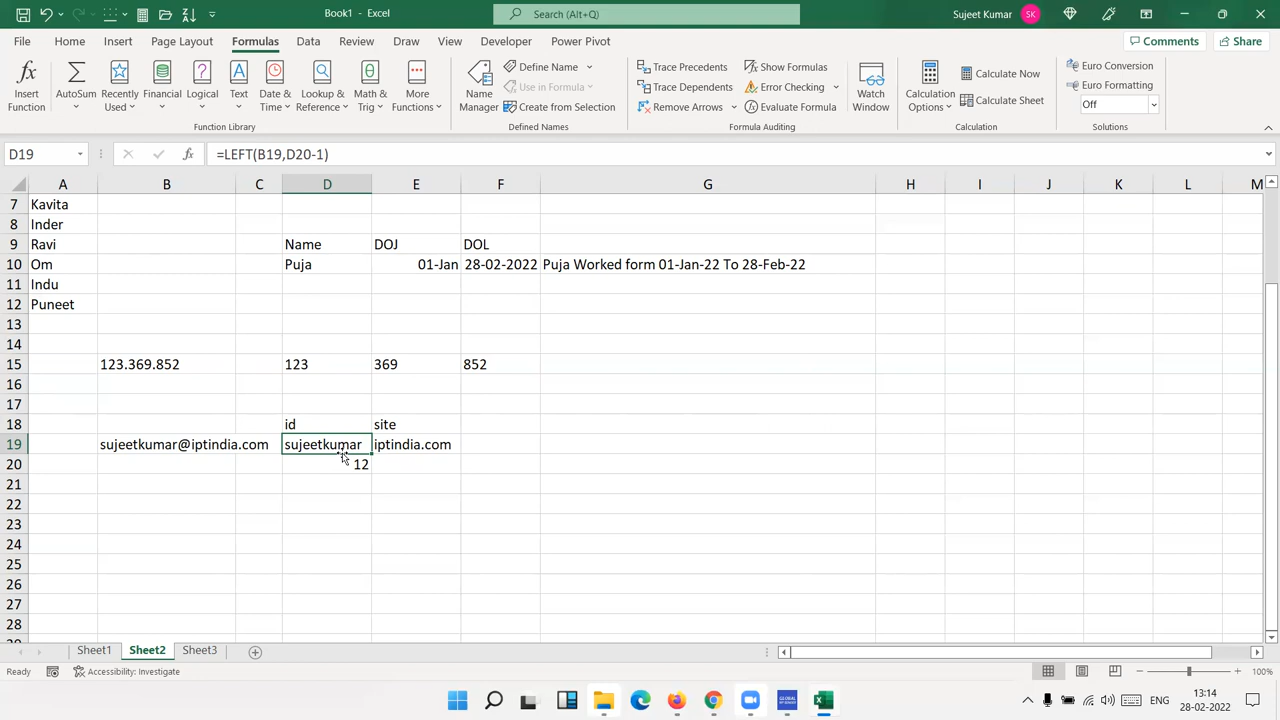 Book1 - Excel
Search (Alt+Q)
Sujeet Kumar SK
File Home Insert Page Layout Formulas Data Review View Draw Developer Power Pivot Comments Share
Insert Function
AutoSum
Recently Used
Financial
Logical
Text
Date & Time
Lookup & Reference
Math & Trig
More Functions
Function Library
Name Manager
Define Name
Use in Formula
Create from Selection
Defined Names
Trace Precedents
Trace Dependents
Remove Arrows
Show Formulas
Error Checking
Evaluate Formula
Formula Auditing
Watch Window
Calculation Options
Calculate Now
Calculate Sheet
Calculation
Euro Conversion
Euro Formatting
Off
Solutions
D19 fx =LEFT(B19,D20-1)
A B C D E F G H I J K L M
7 Kavita
8 Inder
9 Ravi Name DOJ DOL
10 Om Puja 01-Jan 28-02-2022 Puja Worked form 01-Jan-22 To 28-Feb-22
11 Indu
12 Puneet
13
14
15 123.369.852 123 369 852
16
17
18 id site
19 sujeetkumar@iptindia.com sujeetkumar iptindia.com
20 12
21
22
23
24
25
26
27
28
Sheet1 Sheet2 Sheet3
Ready Accessibility: Investigate 100%
ENG 13:14
28-02-2022